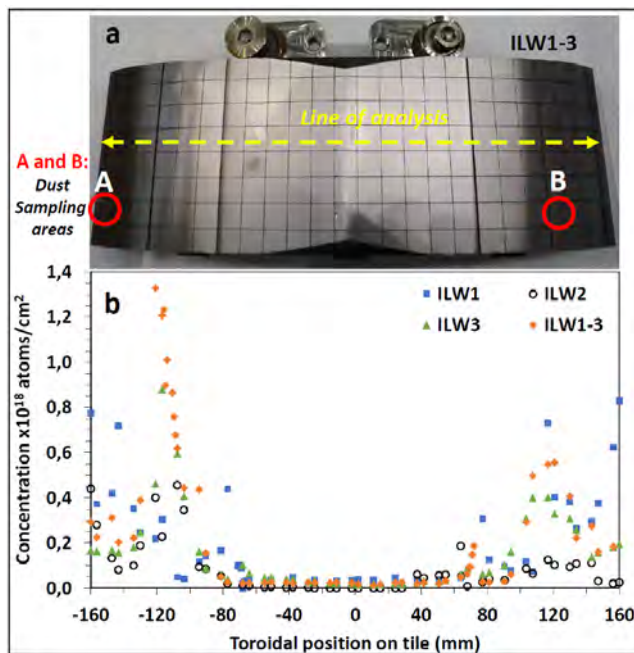 a
ILW1-3
Line of analysis
A and B:
Dust
Sampling
areas
A
B
b
ILW1
ILW2
ILW3
ILW1-3
Concentration x10¹⁸ atoms/cm²
1,4
1,2
1,0
0,8
0,6
0,4
0,2
0,0
-160 -120 -80 -40 0 40 80 120 160
Toroidal position on tile (mm)